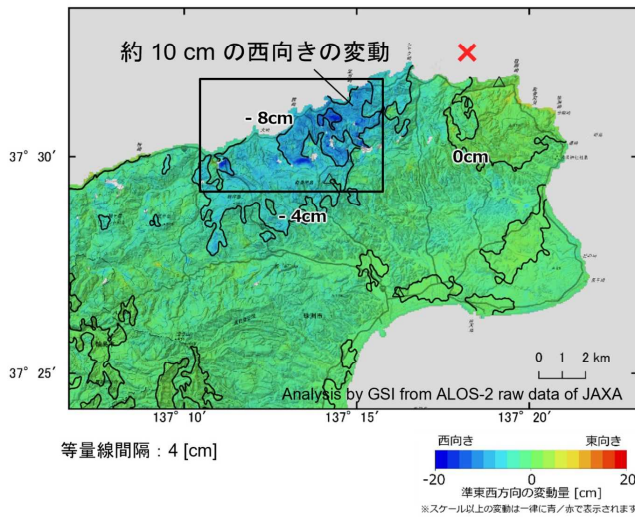 約 10 cm の西向きの変動
- 8cm
0cm
- 4cm
37° 30'
37° 25'
珠洲市
0 1 2 km
Analysis by GSI from ALOS-2 raw data of JAXA
137° 10' 137° 15' 137° 20'
等量線間隔：4 [cm]
西向き 東向き
-20 0 20
準東西方向の変動量 [cm]
※スケール以上の変動は一律に青／赤で表示されます